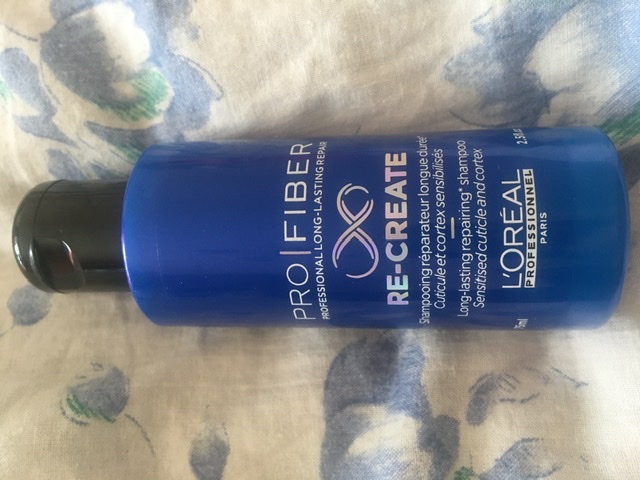 PRO|FIBER
PROFESSIONAL LONG-LASTING REPAIR
RE-CREATE
Shampooing réparateur longue durée*
Cuticule et cortex sensibilisés
Long-lasting repairing* shampoo
Sensitised cuticle and cortex
L'ORÉAL
PROFESSIONNEL
PARIS